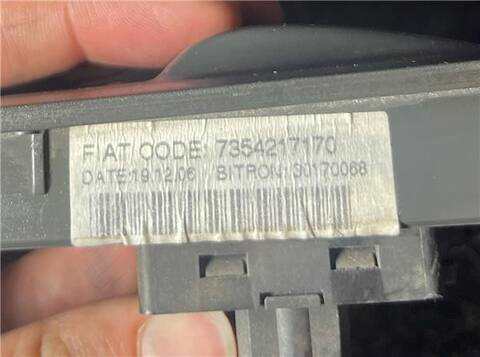 FIAT CODE: 7354217170
DATE:19.12.06 BITRON: 30170068